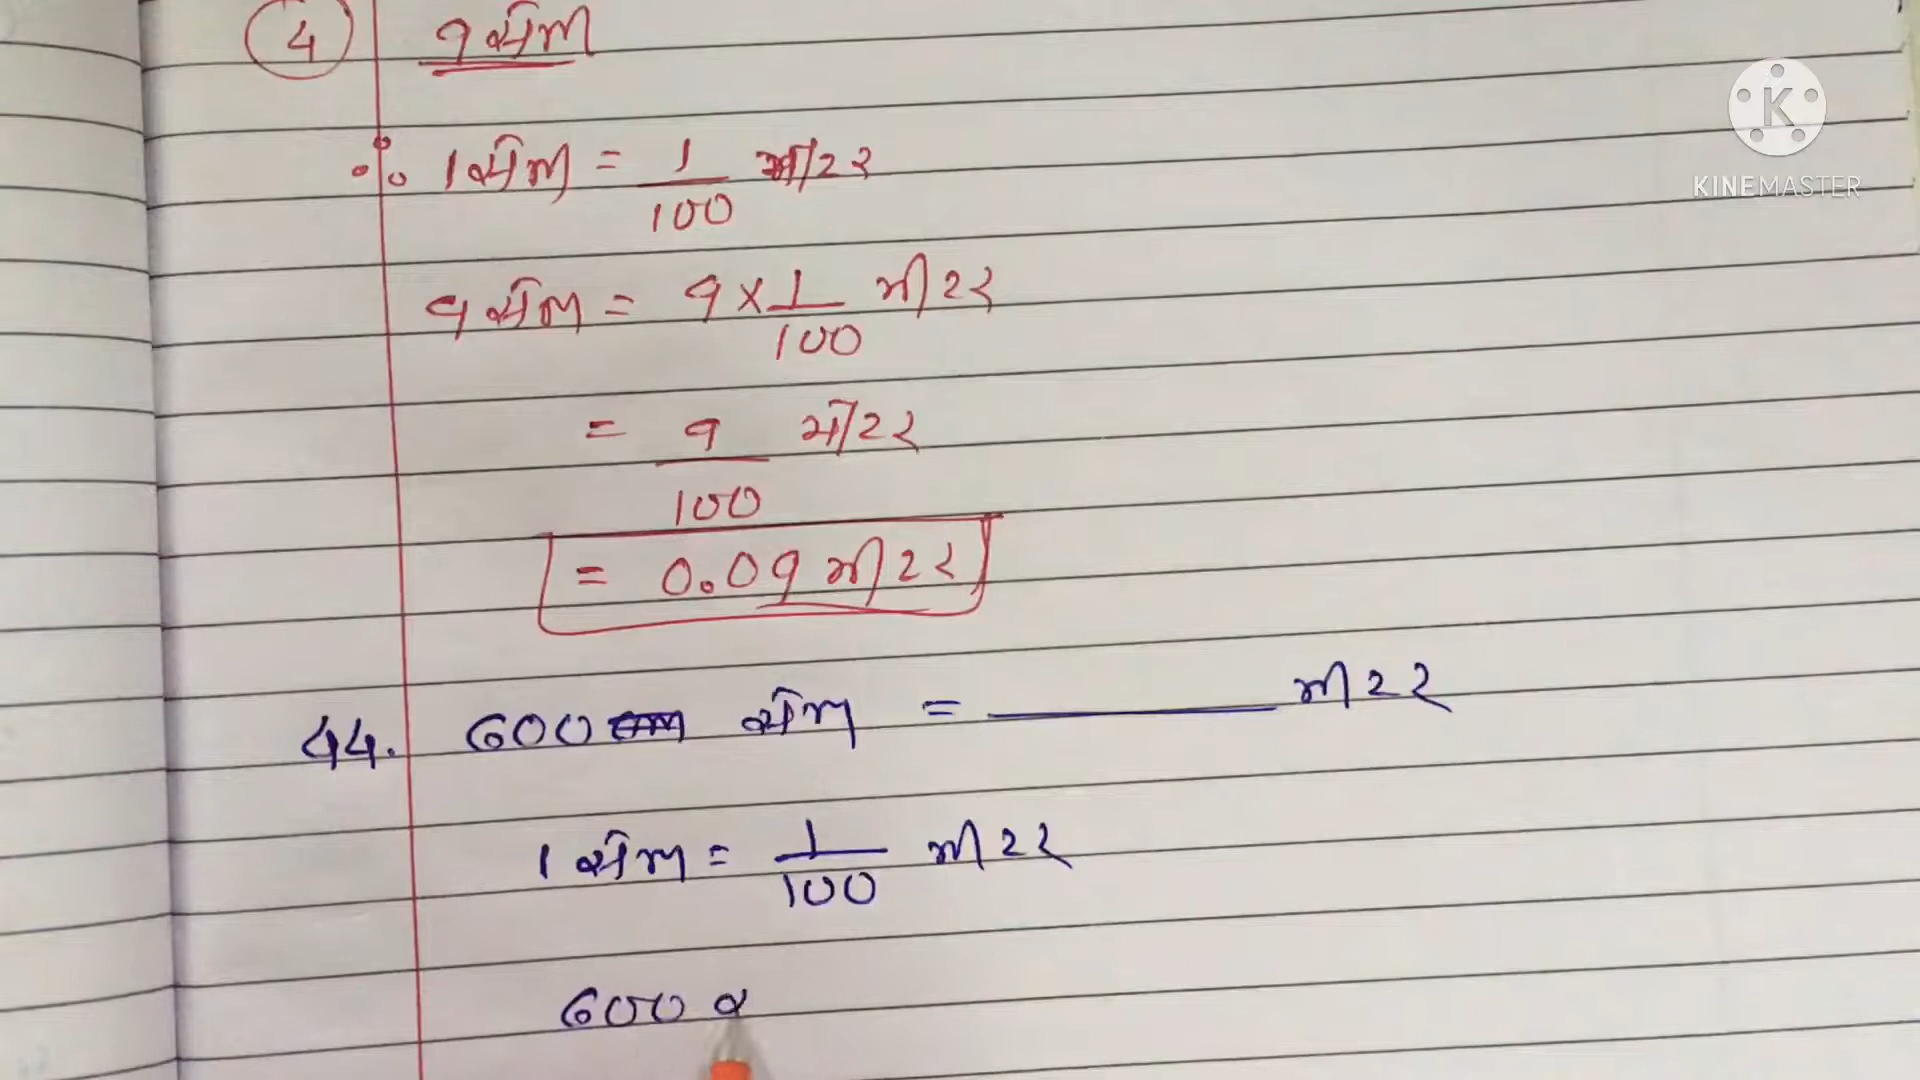 4 9 સેમી
∴ 1 સેમી = 1/100 મીટર
9 સેમી = 9 × 1/100 મીટર
= 9/100 મીટર
= 0.09 મીટર
44. 600 સેમી = ______ મીટર
1 સેમી = 1/100 મીટર
600
KINEMASTER